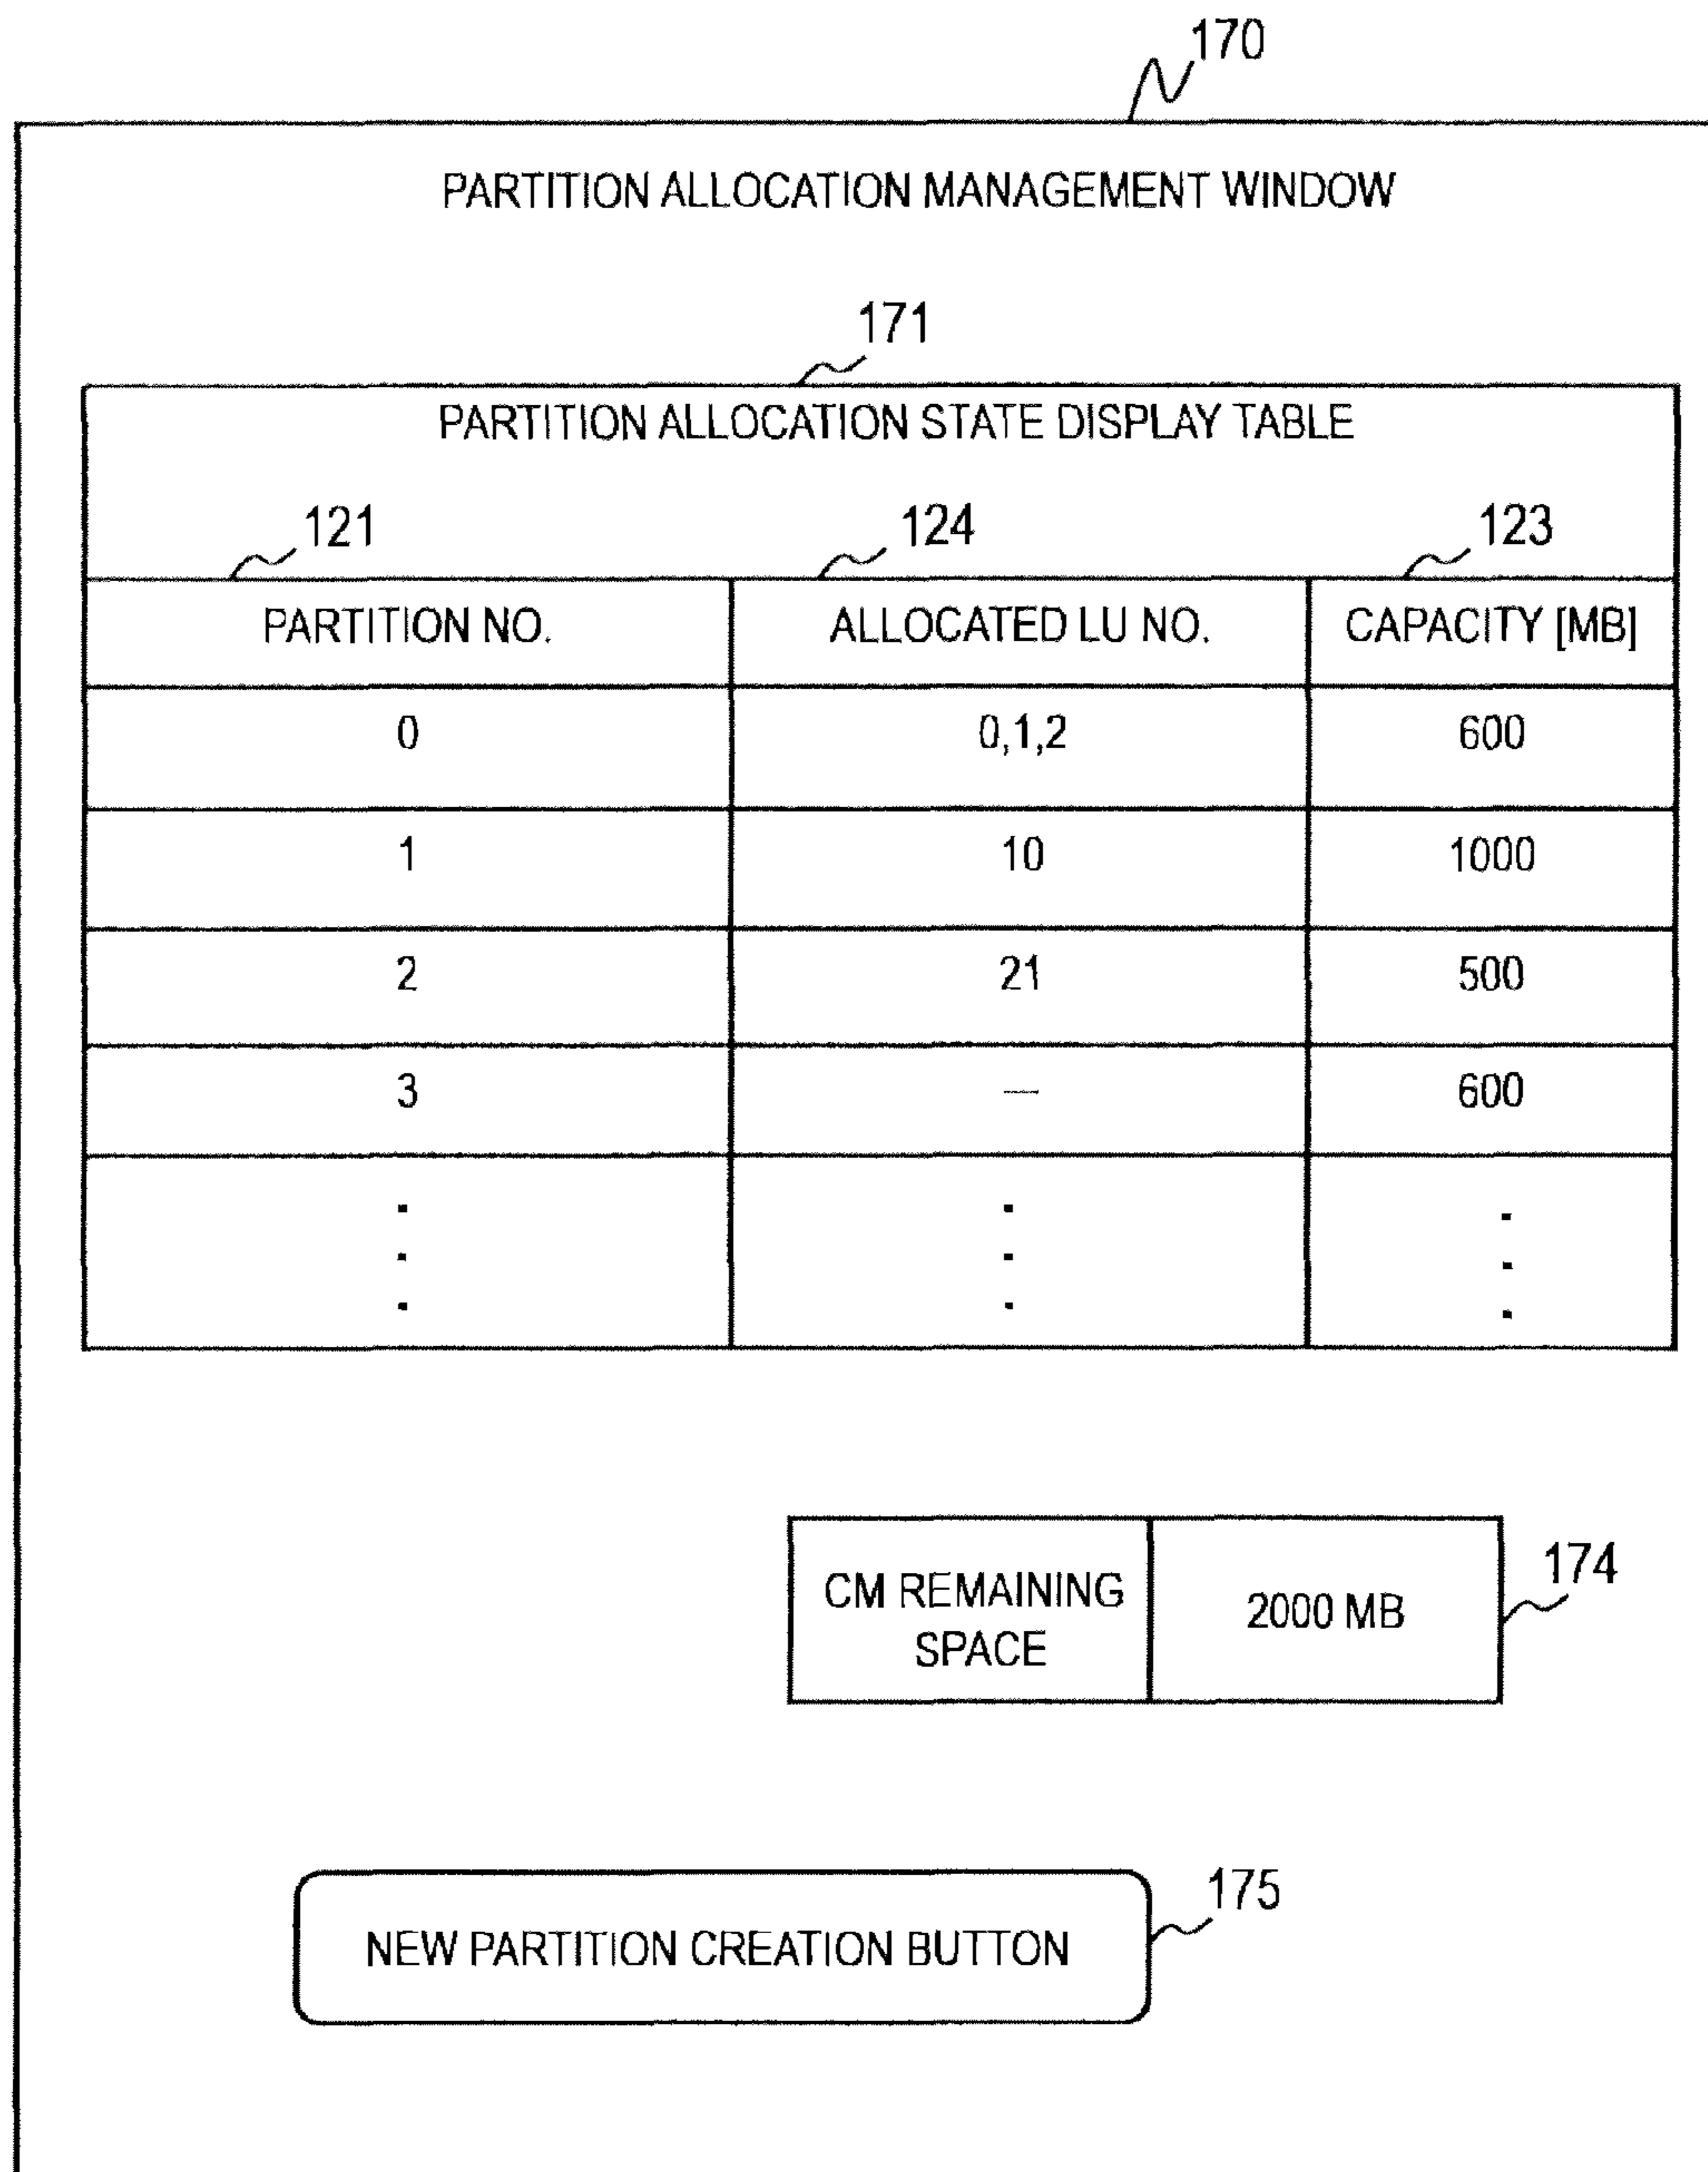 170
PARTITION ALLOCATION MANAGEMENT WINDOW
171
PARTITION ALLOCATION STATE DISPLAY TABLE
121 124 123
PARTITION NO. ALLOCATED LU NO. CAPACITY [MB]
0 0,1,2 600
1 10 1000
2 21 500
3 — 600
. . .
. . .
. . .
CM REMAINING
SPACE
2000 MB
174
175
NEW PARTITION CREATION BUTTON